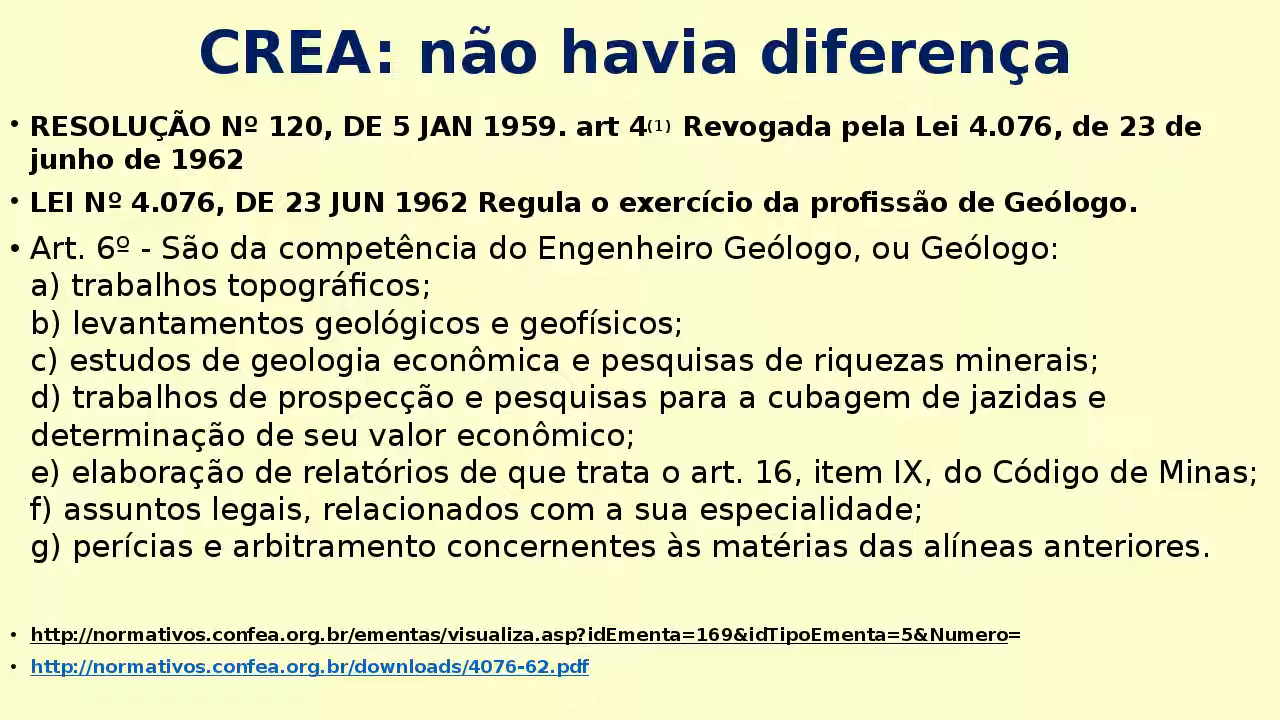 CREA: não havia diferença
• RESOLUÇÃO Nº 120, DE 5 JAN 1959. art 4(1) Revogada pela Lei 4.076, de 23 de
junho de 1962
• LEI Nº 4.076, DE 23 JUN 1962 Regula o exercício da profissão de Geólogo.
• Art. 6º - São da competência do Engenheiro Geólogo, ou Geólogo:
a) trabalhos topográficos;
b) levantamentos geológicos e geofísicos;
c) estudos de geologia econômica e pesquisas de riquezas minerais;
d) trabalhos de prospecção e pesquisas para a cubagem de jazidas e
determinação de seu valor econômico;
e) elaboração de relatórios de que trata o art. 16, item IX, do Código de Minas;
f) assuntos legais, relacionados com a sua especialidade;
g) perícias e arbitramento concernentes às matérias das alíneas anteriores.
• http://normativos.confea.org.br/ementas/visualiza.asp?idEmenta=169&idTipoEmenta=5&Numero=
• http://normativos.confea.org.br/downloads/4076-62.pdf